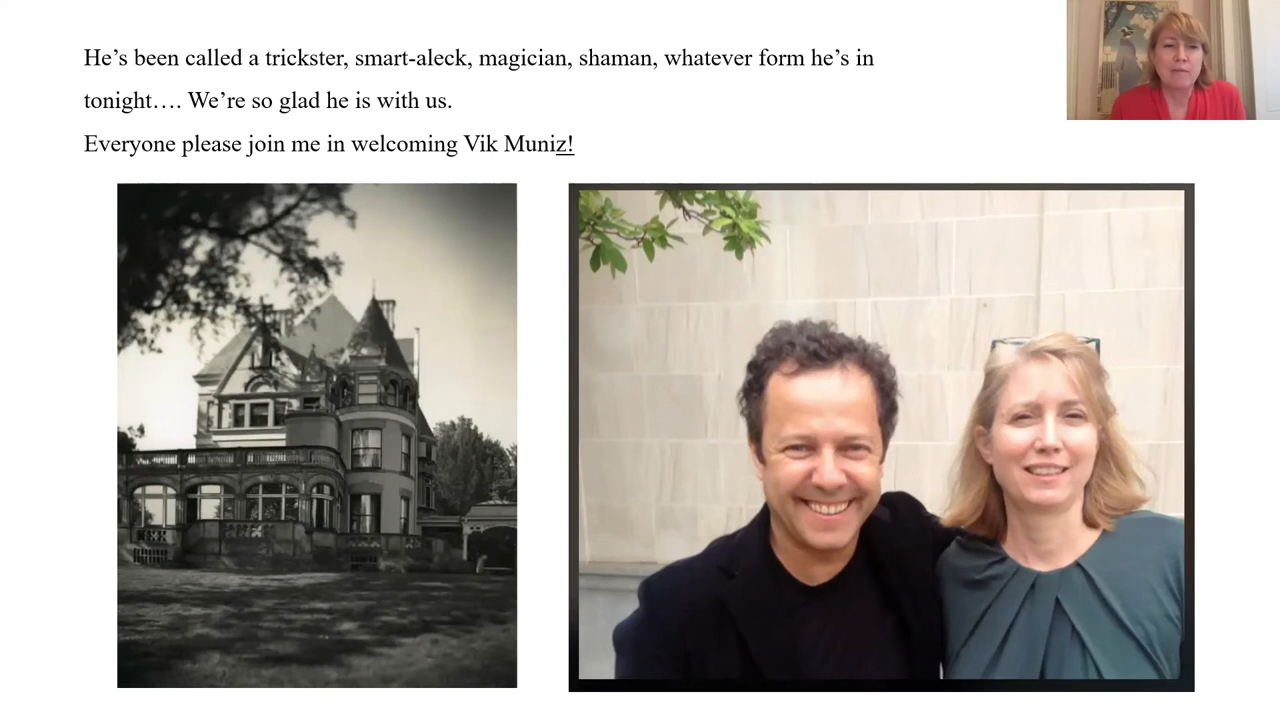 He’s been called a trickster, smart-aleck, magician, shaman, whatever form he’s in
tonight…. We’re so glad he is with us.
Everyone please join me in welcoming Vik Muniz!